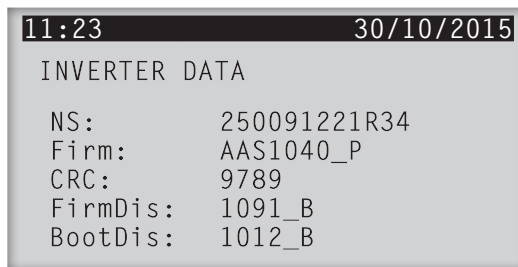 11:23 30/10/2015
INVERTER DATA
NS: 250091221R34
Firm: AAS1040_P
CRC: 9789
FirmDis: 1091_B
BootDis: 1012_B